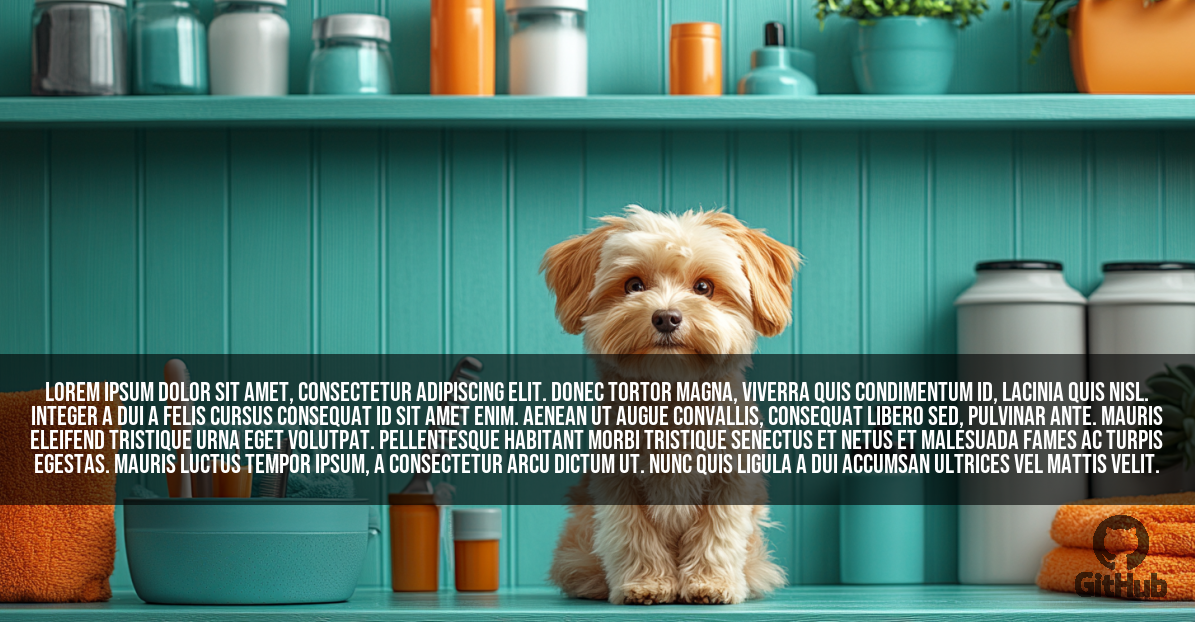 LOREM IPSUM DOLOR SIT AMET, CONSECTETUR ADIPISCING ELIT. DONEC TORTOR MAGNA, VIVERRA QUIS CONDIMENTUM ID, LACINIA QUIS NISL.
INTEGER A DUI A FELIS CURSUS CONSEQUAT ID SIT AMET ENIM. AENEAN UT AUGUE CONVALLIS, CONSEQUAT LIBERO SED, PULVINAR ANTE. MAURIS
ELEIFEND TRISTIQUE URNA EGET VOLUTPAT. PELLENTESQUE HABITANT MORBI TRISTIQUE SENECTUS ET NETUS ET MALESUADA FAMES AC TURPIS
EGESTAS. MAURIS LUCTUS TEMPOR IPSUM, A CONSECTETUR ARCU DICTUM UT. NUNC QUIS LIGULA A DUI ACCUMSAN ULTRICES VEL MATTIS VELIT.
GitHub